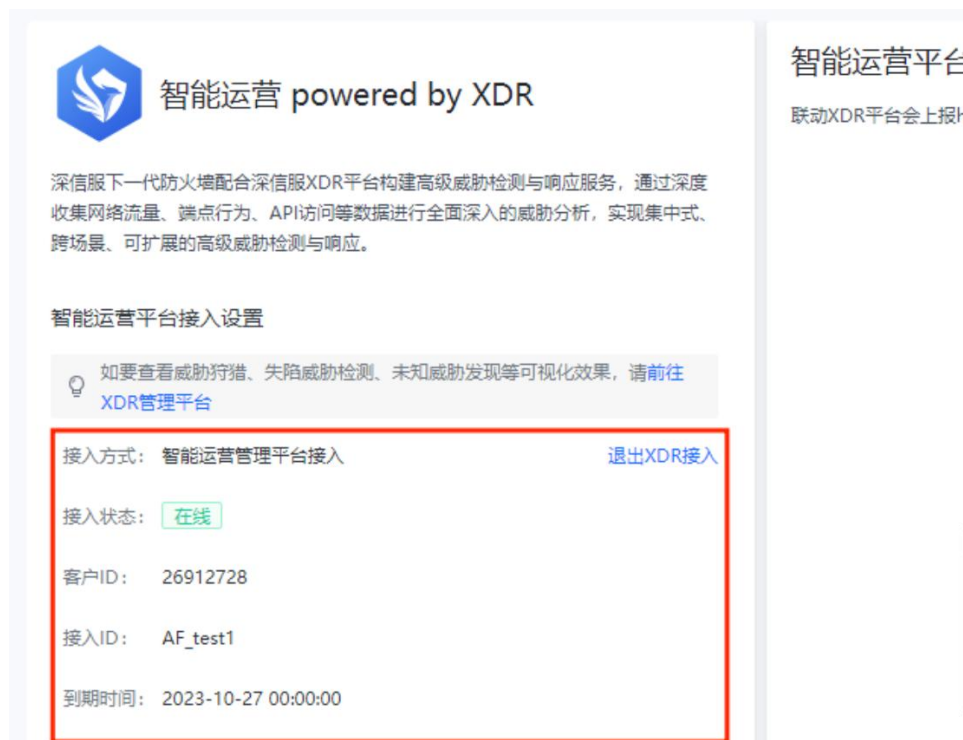 智能运营 powered by XDR
深信服下一代防火墙配合深信服XDR平台构建高级威胁检测与响应服务，通过深度
收集网络流量、端点行为、API访问等数据进行全面深入的威胁分析，实现集中式、
跨场景、可扩展的高级威胁检测与响应。
智能运营平台接入设置
如要查看威胁狩猎、失陷威胁检测、未知威胁发现等可视化效果，请前往
XDR管理平台
接入方式： 智能运营管理平台接入 退出XDR接入
接入状态： 在线
客户ID： 26912728
接入ID： AF_test1
到期时间： 2023-10-27 00:00:00
智能运营平台
联动XDR平台会上报